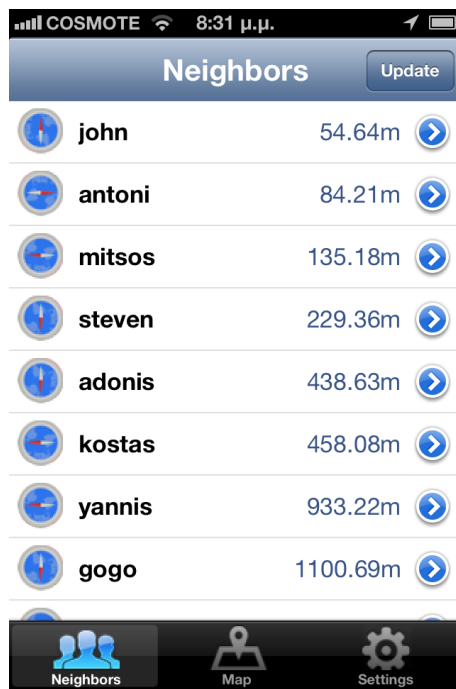 COSMOTE 8:31 μ.μ.
Neighbors Update
john 54.64m
antoni 84.21m
mitsos 135.18m
steven 229.36m
adonis 438.63m
kostas 458.08m
yannis 933.22m
gogo 1100.69m
Neighbors Map Settings